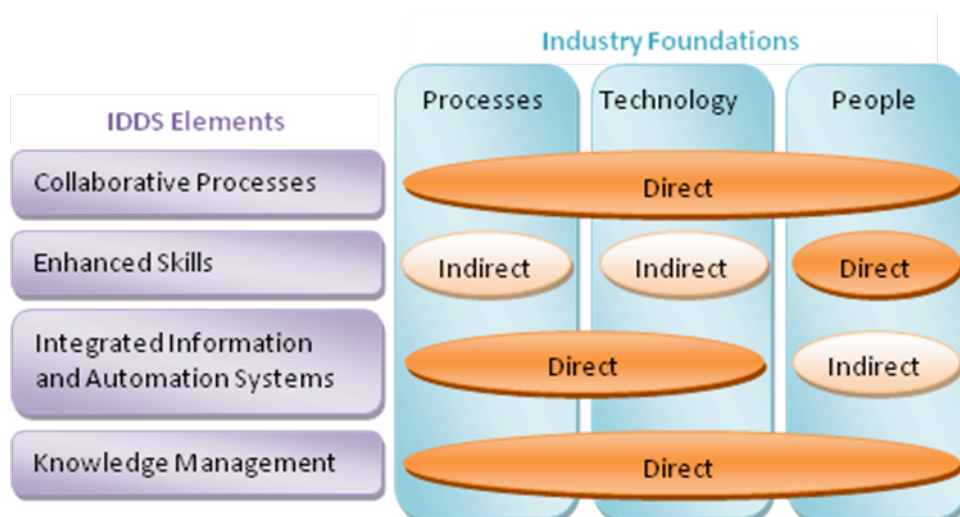 Industry Foundations
IDDS Elements
Processes
Technology
People
Collaborative Processes
Direct
Enhanced Skills
Indirect
Indirect
Direct
Integrated Information
and Automation Systems
Direct
Indirect
Knowledge Management
Direct